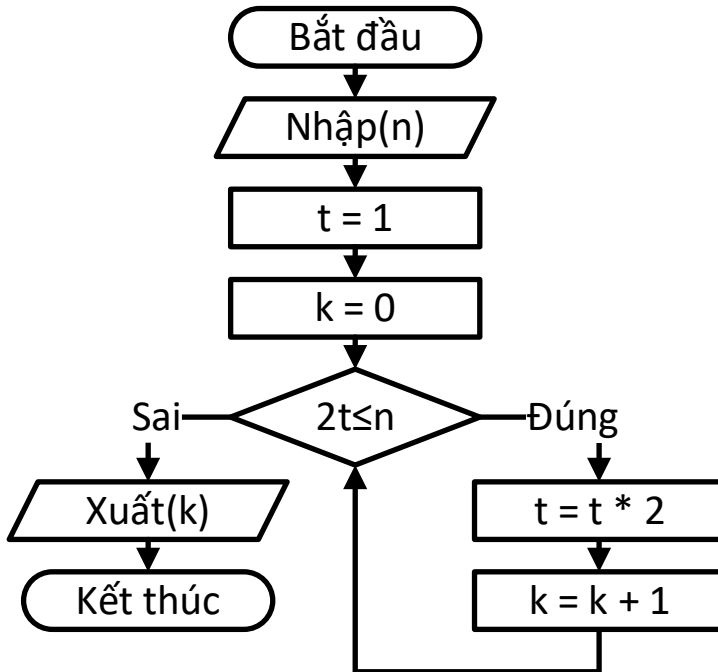 Bắt đầu
Nhập(n)
t = 1
k = 0
2t≤n
Sai
Đúng
Xuất(k)
t = t * 2
Kết thúc
k = k + 1